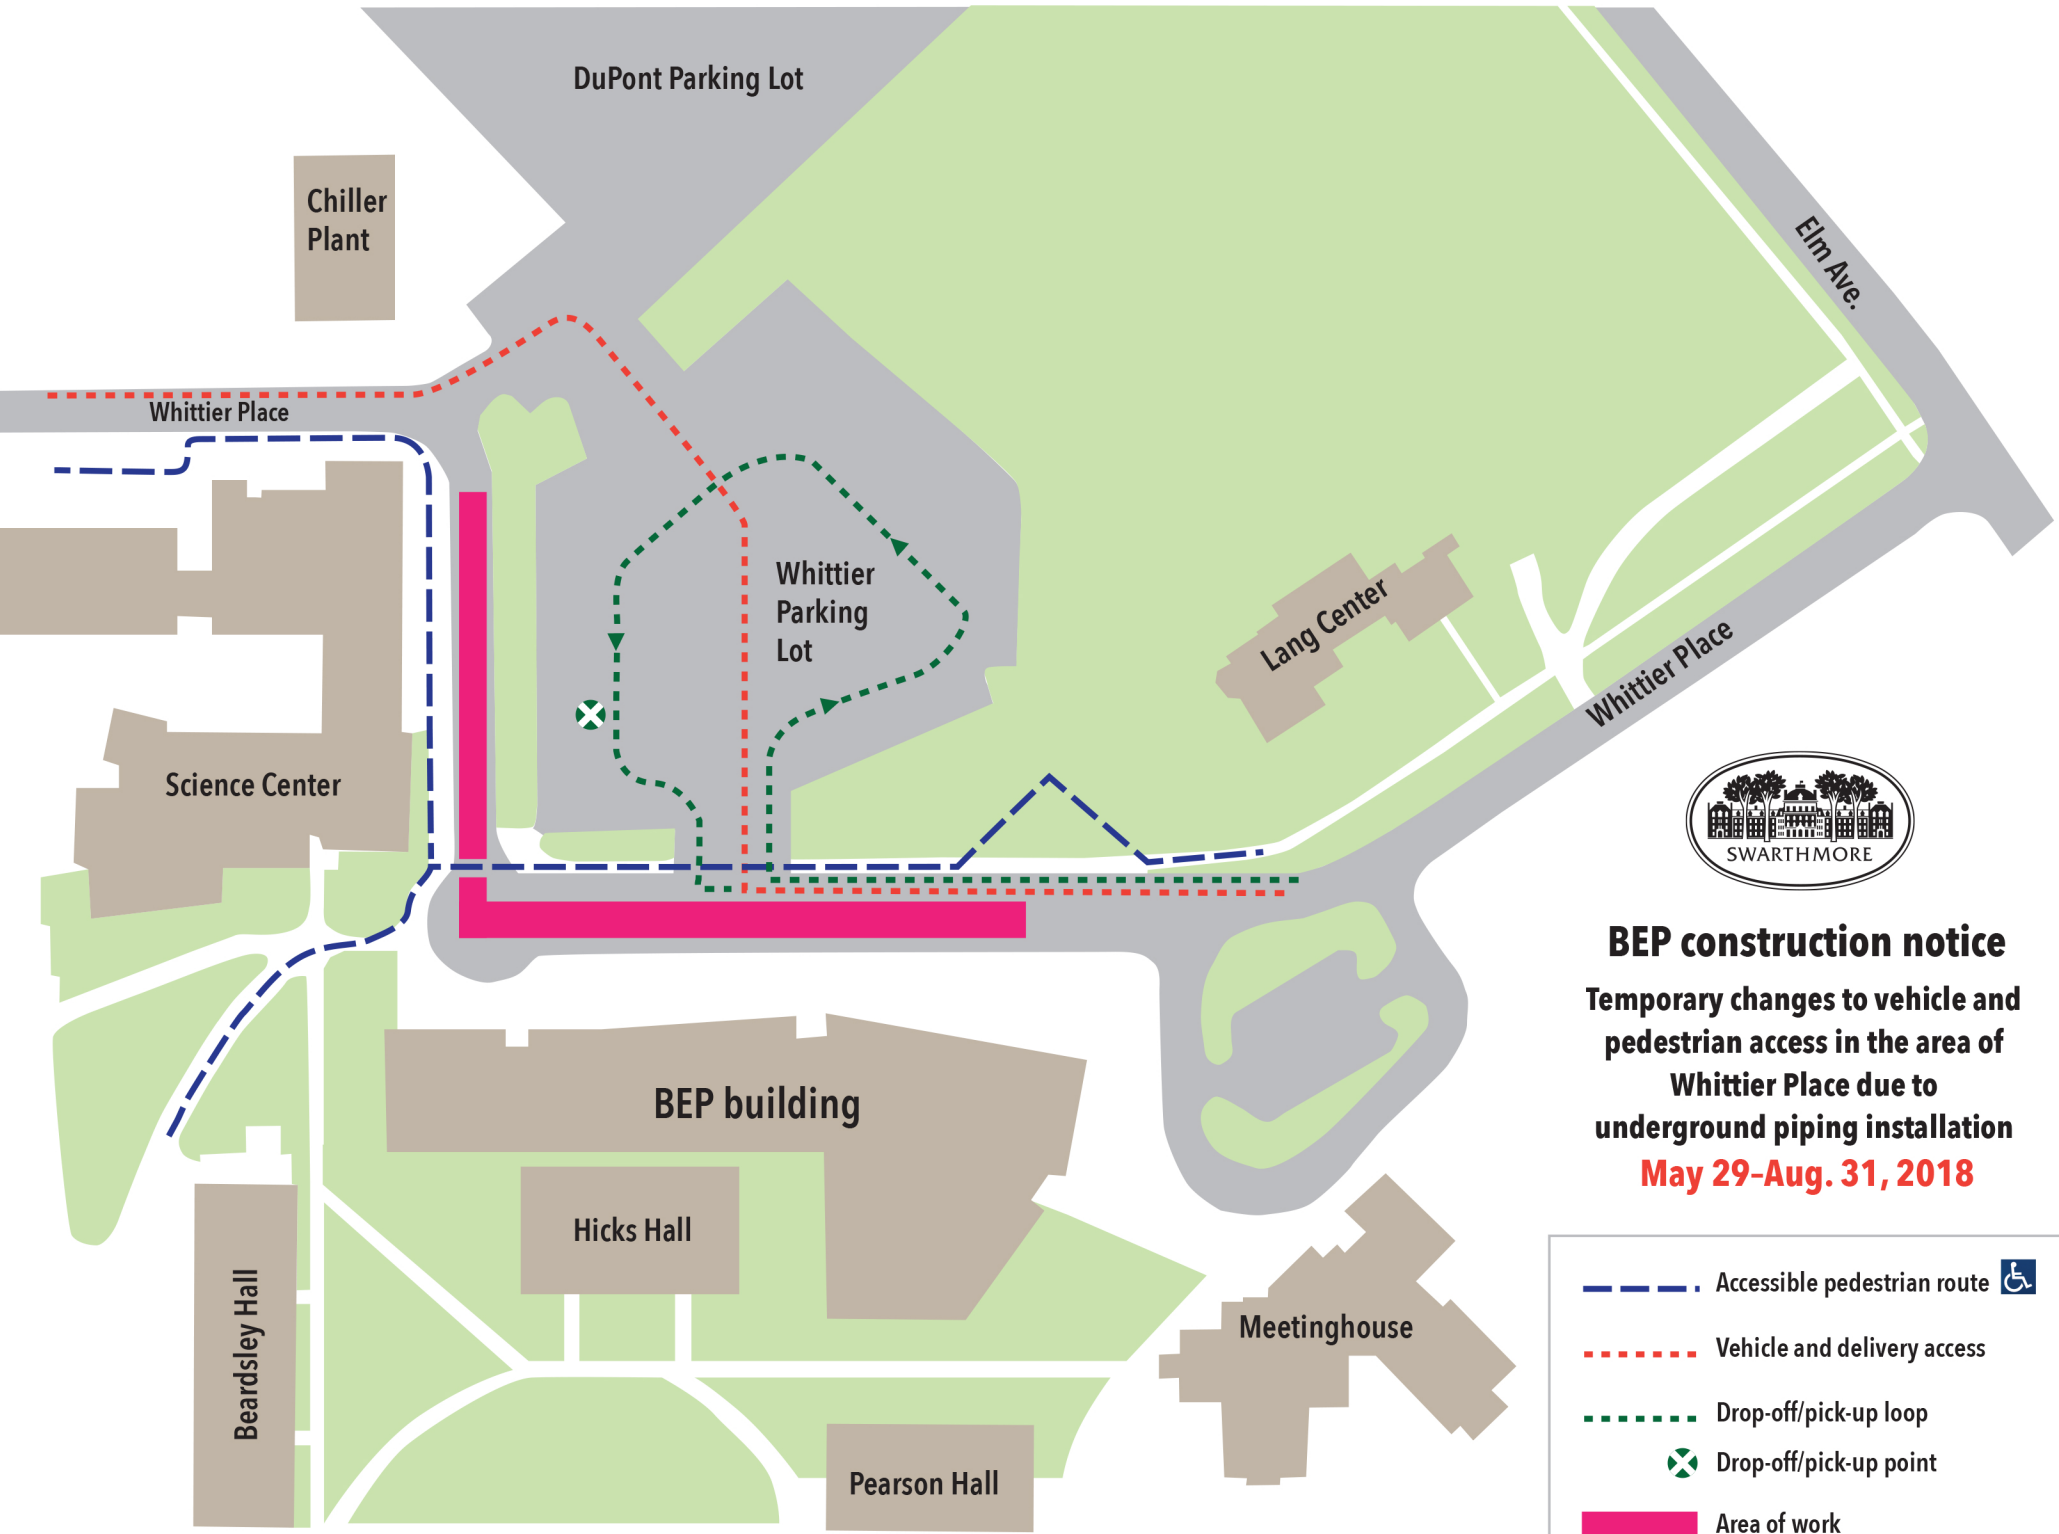 DuPont Parking Lot
Chiller
Plant
Elm Ave.
Whittier Place
Whittier
Parking
Lot
Lang Center
Whittier Place
Science Center
SWARTHMORE
BEP construction notice
Temporary changes to vehicle and
pedestrian access in the area of
Whittier Place due to
underground piping installation
May 29–Aug. 31, 2018
BEP building
Hicks Hall
Beardsley Hall
Meetinghouse
Pearson Hall
Accessible pedestrian route
Vehicle and delivery access
Drop-off/pick-up loop
Drop-off/pick-up point
Area of work